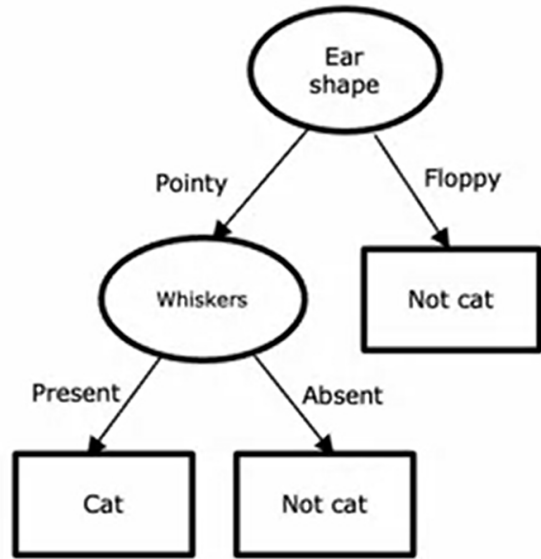 Ear
shape
Pointy
Floppy
Whiskers
Not cat
Present
Absent
Cat
Not cat